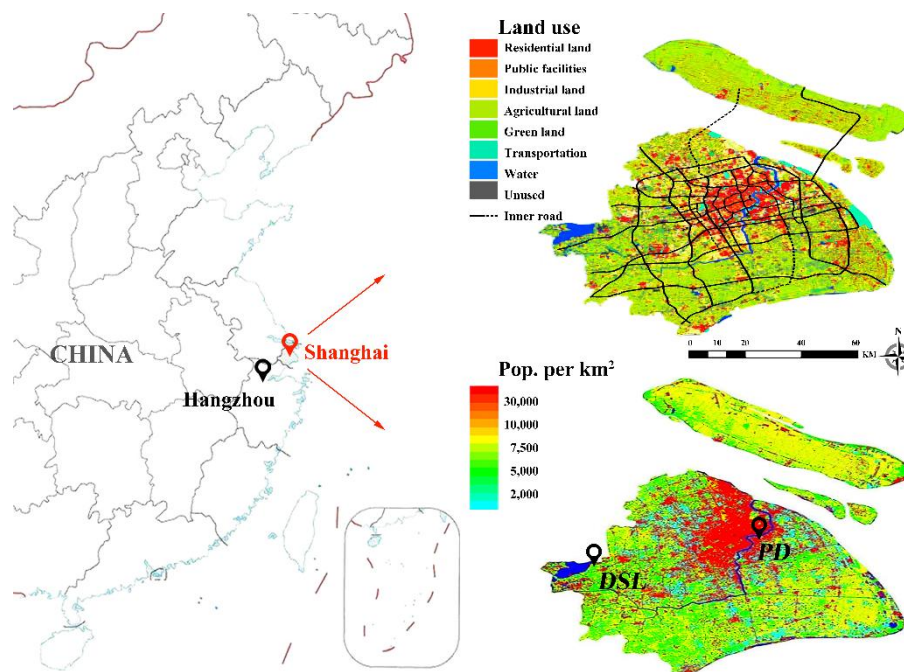 CHINA
Shanghai
Hangzhou
Land use
Residential land
Public facilities
Industrial land
Agricultural land
Green land
Transportation
Water
Unused
Inner road
N
0 10 20 40 60
KM
Pop. per km²
30,000
10,000
7,500
5,000
2,000
PD
DSL